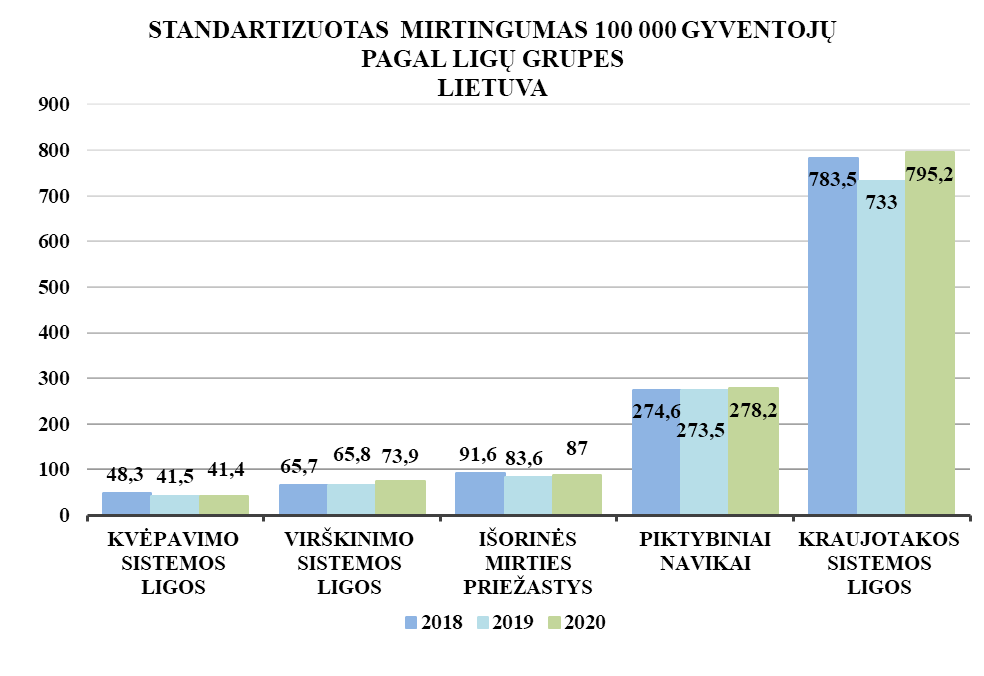 STANDARTIZUOTAS MIRTINGUMAS 100 000 GYVENTOJŲ
PAGAL LIGŲ GRUPES
LIETUVA
900
800
700
600
500
400
300
200
100
0
48,3 41,5 41,4
65,7 65,8 73,9
91,6 83,6 87
274,6 273,5 278,2
783,5 733 795,2
KVĖPAVIMO
SISTEMOS
LIGOS
VIRŠKINIMO
SISTEMOS
LIGOS
IŠORINĖS
MIRTIES
PRIEŽASTYS
PIKTYBINIAI
NAVIKAI
KRAUJOTAKOS
SISTEMOS
LIGOS
2018 2019 2020